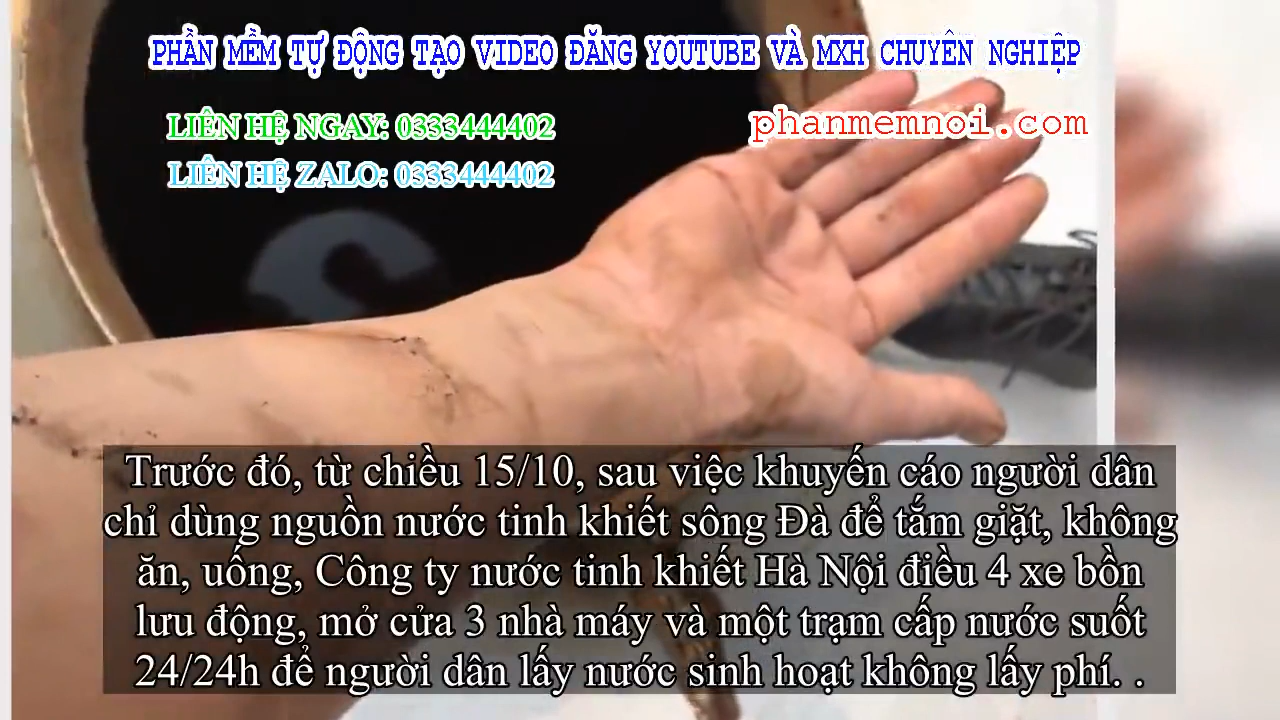 PHẦN MỀM TỰ ĐỘNG TẠO VIDEO ĐĂNG YOUTUBE VÀ MXH CHUYÊN NGHIỆP
LIÊN HỆ NGAY: 0333444402
phanmemnoi.com
LIÊN HỆ ZALO: 0333444402
Trước đó, từ chiều 15/10, sau việc khuyến cáo người dân
chỉ dùng nguồn nước tinh khiết sông Đà để tắm giặt, không
ăn, uống, Công ty nước tinh khiết Hà Nội điều 4 xe bồn
lưu động, mở cửa 3 nhà máy và một trạm cấp nước suốt
24/24h để người dân lấy nước sinh hoạt không lấy phí. .